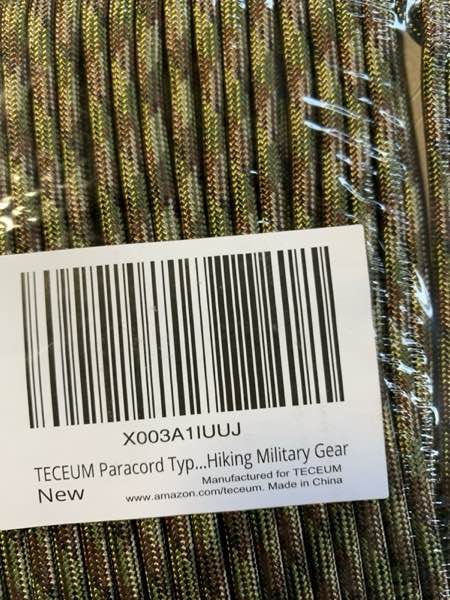 X003A1IUUJ
TECEUM Paracord Typ...Hiking Military Gear
New
Manufactured for TECEUM
www.amazon.com/teceum. Made in China